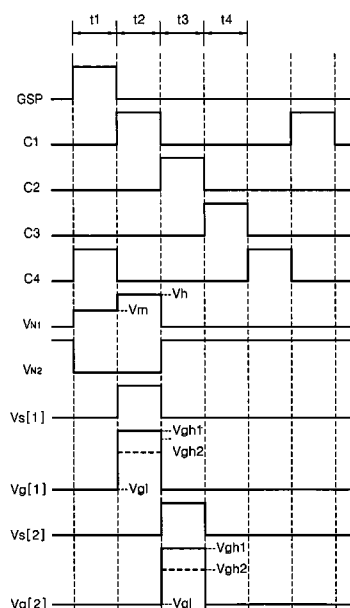 t1 t2 t3 t4
GSP
C1
C2
C3
C4
Vh
Vm
VN1
VN2
Vs[1]
Vgh1
Vgh2
Vg[1] Vgl
Vs[2]
Vgh1
Vgh2
Vg[2] Vgl